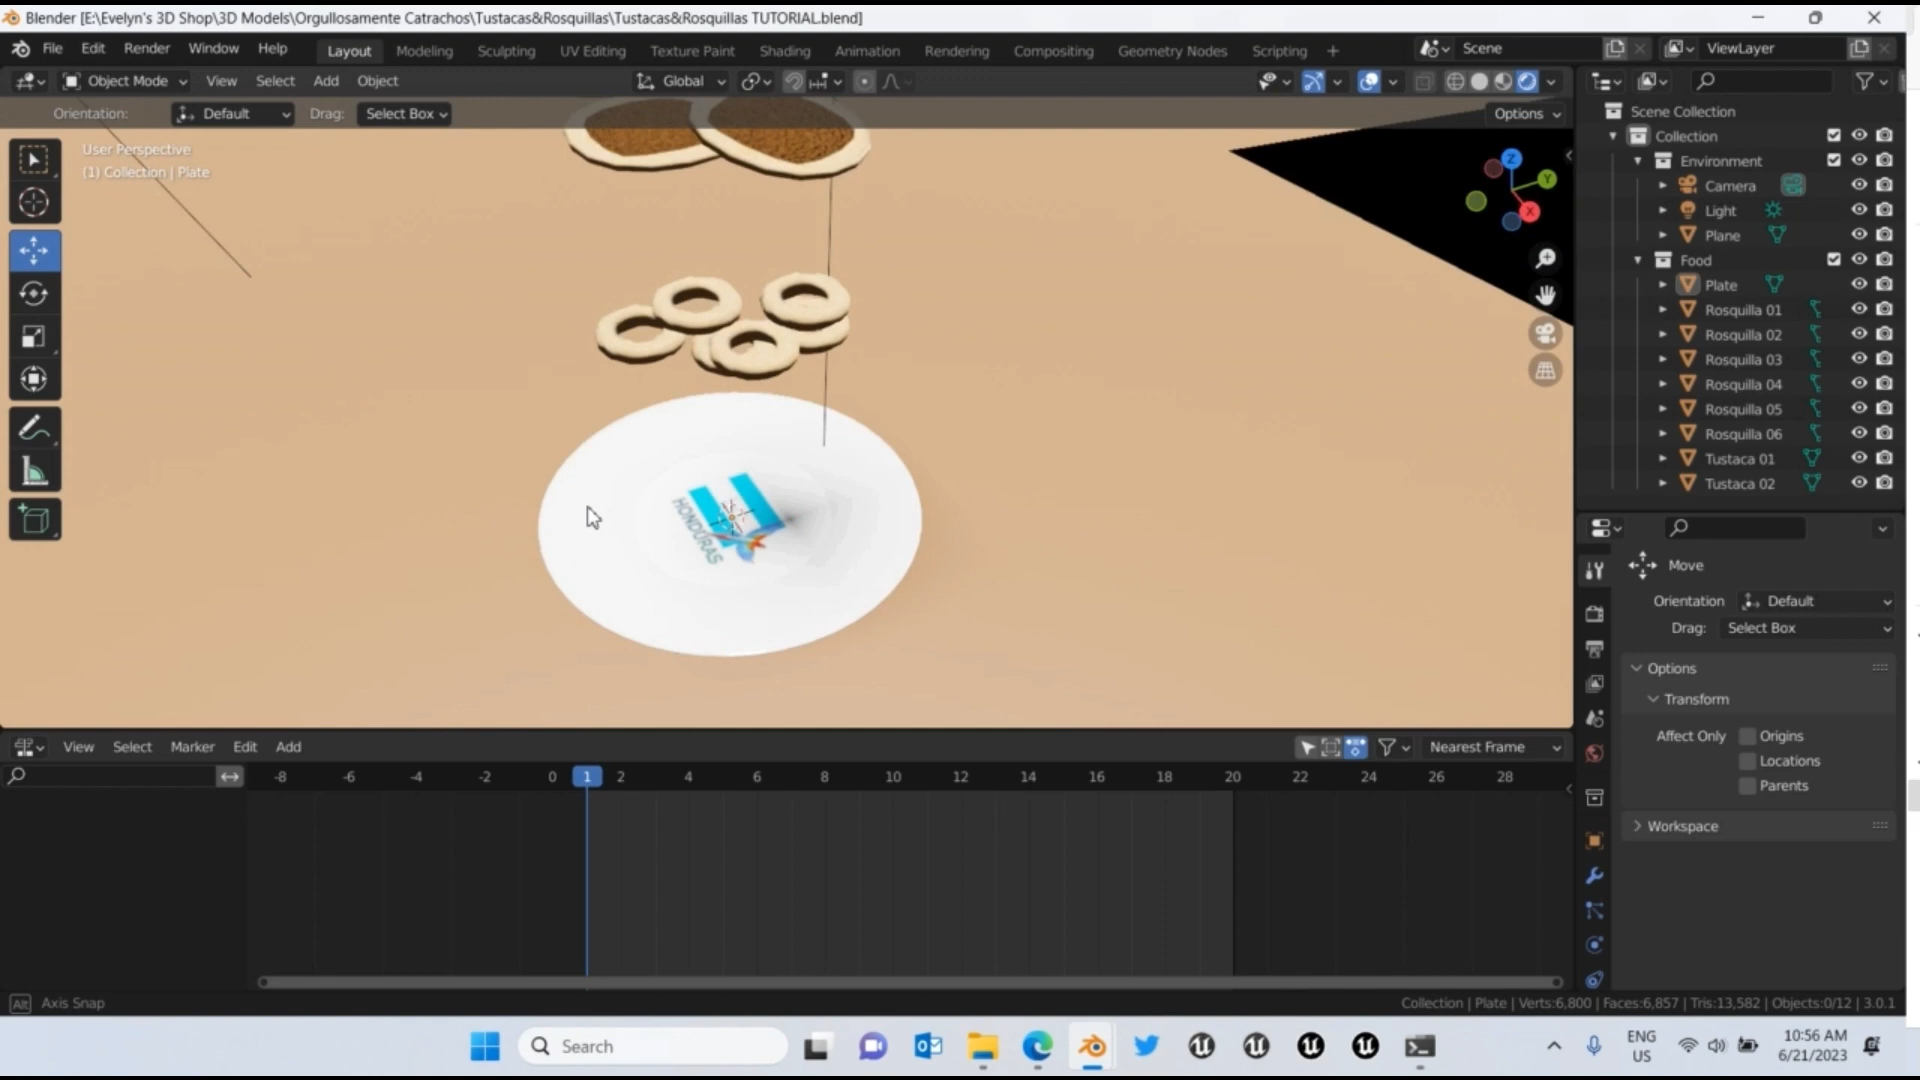 Blender [E:\Evelyn's 3D Shop\3D Models\Orgullosamente Catrachos\Tustacas&Rosquillas\Tustacas&Rosquillas TUTORIAL.blend]
File Edit Render Window Help Layout Modeling Sculpting UV Editing Texture Paint Shading Animation Rendering Compositing Geometry Nodes Scripting + Scene ViewLayer
Object Mode View Select Add Object Global
Orientation: Default Drag: Select Box Options
User Perspective
(1) Collection | Plate
Z
Y
X
HONDURAS
Scene Collection
Collection
Environment
Camera
Light
Plane
Food
Plate
Rosquilla 01
Rosquilla 02
Rosquilla 03
Rosquilla 04
Rosquilla 05
Rosquilla 06
Tustaca 01
Tustaca 02
Move
Orientation Default
Drag: Select Box
Options
Transform
Affect Only Origins
Locations
Parents
Workspace
View Select Marker Edit Add Nearest Frame
-8 -6 -4 -2 0 1 2 4 6 8 10 12 14 16 18 20 22 24 26 28
Alt Axis Snap
Collection | Plate | Verts:6,800 | Faces:6,857 | Tris:13,582 | Objects:0/12 | 3.0.1
Search
ENG
US
10:56 AM
6/21/2023